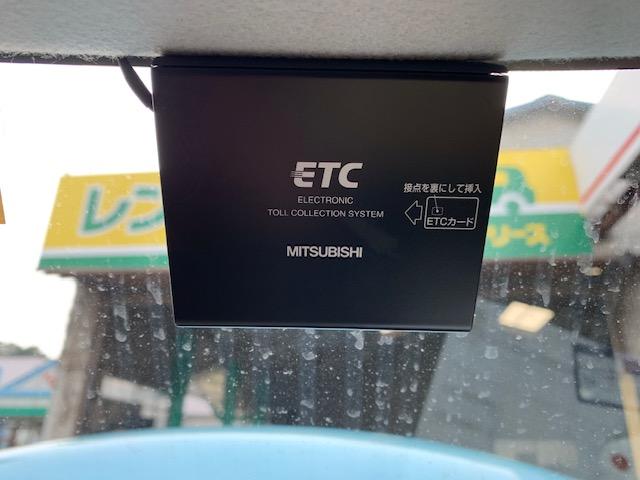 ETC
ELECTRONIC
TOLL COLLECTION SYSTEM
接点を裏にして挿入
ETCカード
MITSUBISHI
レン
リース